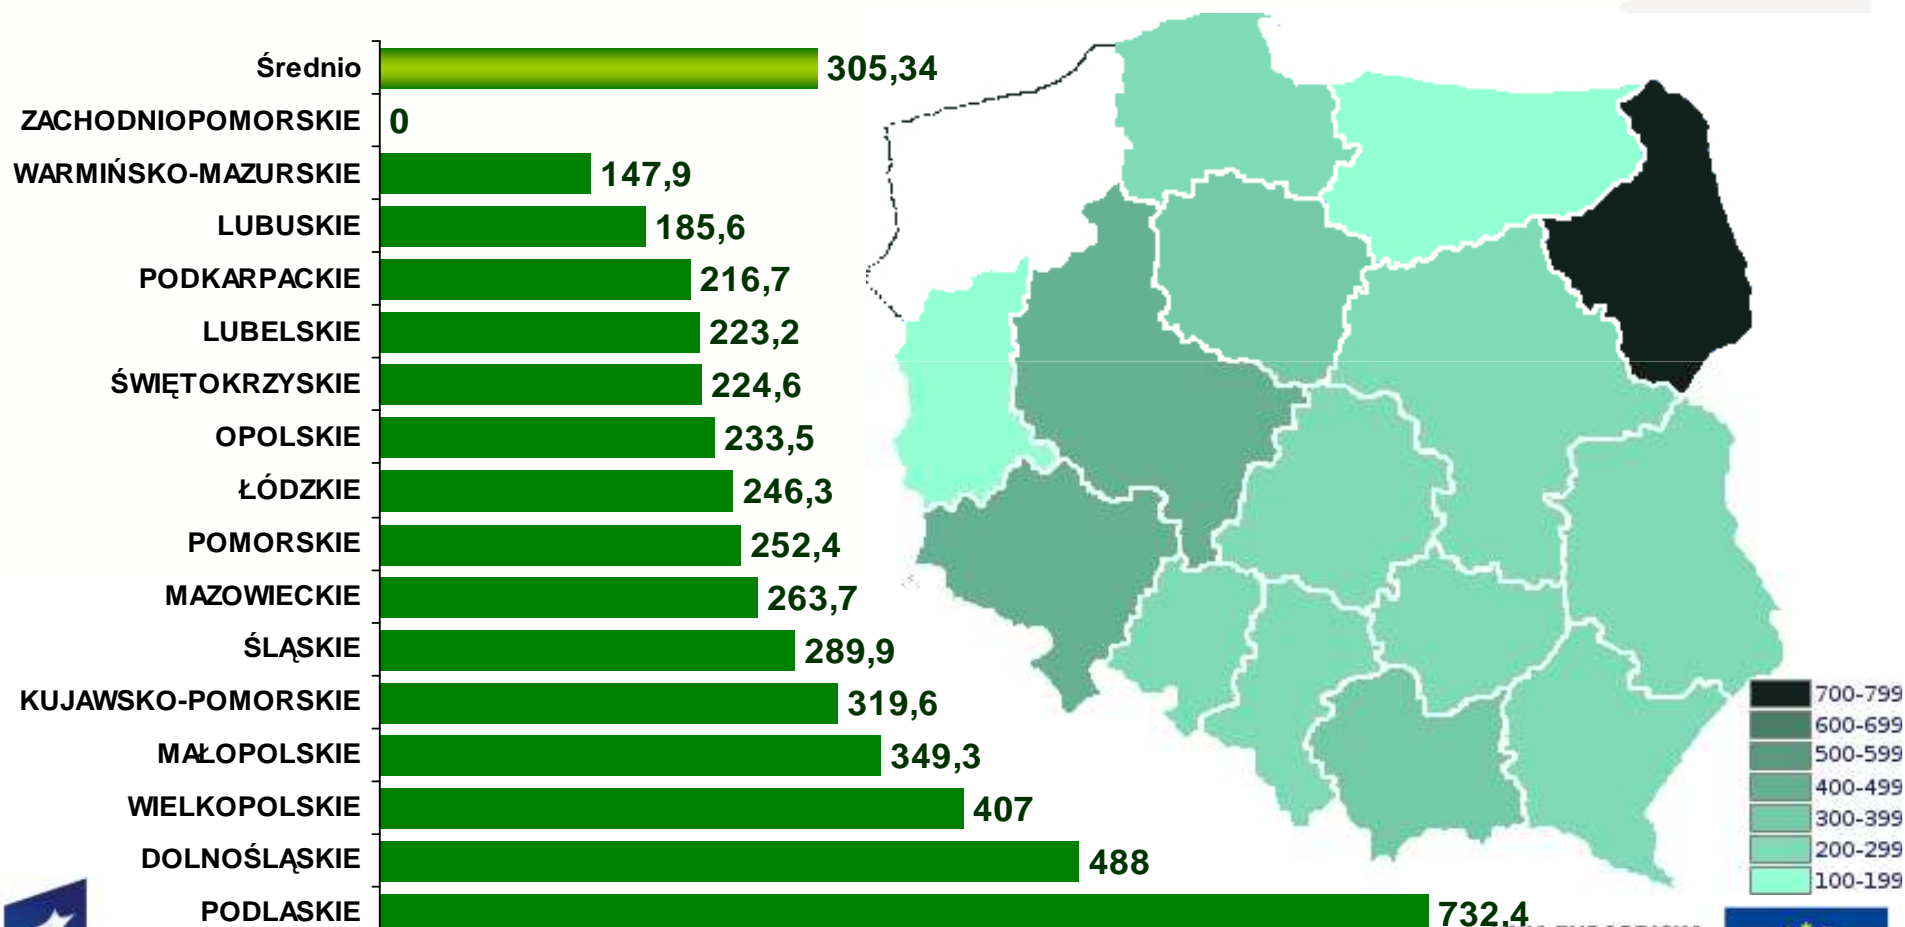 Średnio 305,34
ZACHODNIOPOMORSKIE 0
WARMIŃSKO-MAZURSKIE 147,9
LUBUSKIE 185,6
PODKARPACKIE 216,7
LUBELSKIE 223,2
ŚWIĘTOKRZYSKIE 224,6
OPOLSKIE 233,5
ŁÓDZKIE 246,3
POMORSKIE 252,4
MAZOWIECKIE 263,7
ŚLĄSKIE 289,9
KUJAWSKO-POMORSKIE 319,6
MAŁOPOLSKIE 349,3
WIELKOPOLSKIE 407
DOLNOŚLĄSKIE 488
PODLASKIE 732,4
700-799
600-699
500-599
400-499
300-399
200-299
100-199